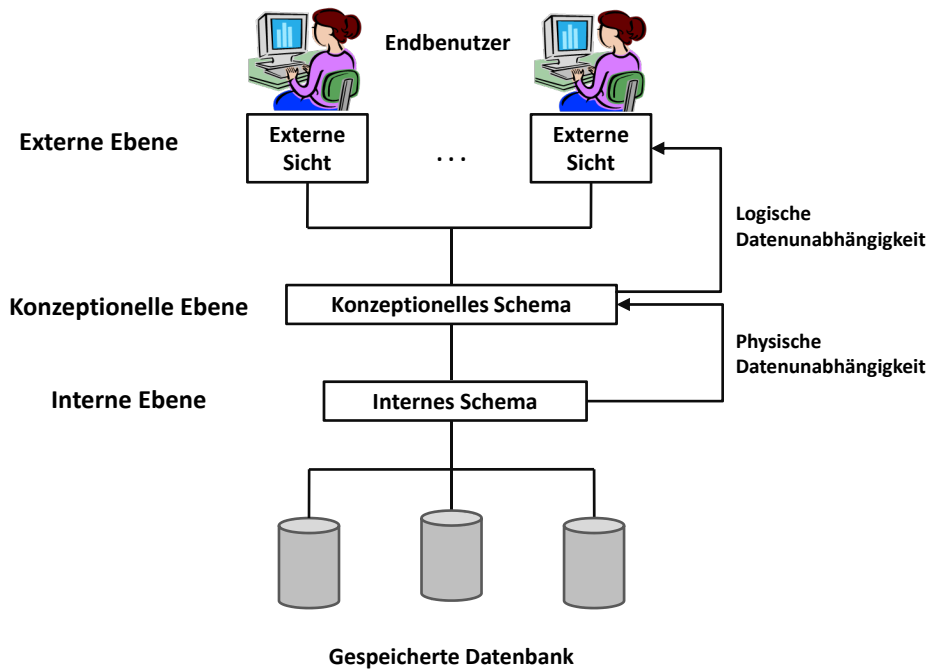 Endbenutzer
Externe Ebene
Externe
Sicht
...
Externe
Sicht
Logische
Datenunabhängigkeit
Konzeptionelle Ebene
Konzeptionelles Schema
Physische
Datenunabhängigkeit
Interne Ebene
Internes Schema
Gespeicherte Datenbank